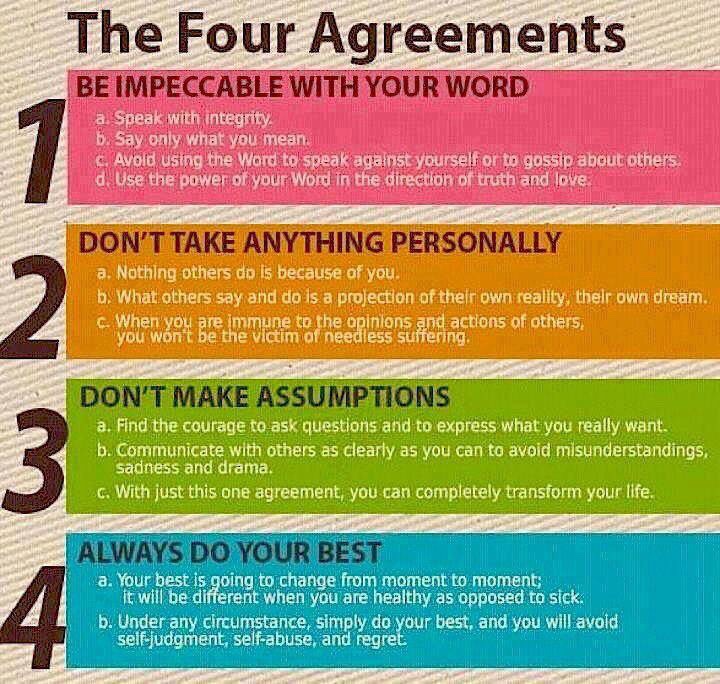 The Four Agreements
1
BE IMPECCABLE WITH YOUR WORD
a. Speak with integrity.
b. Say only what you mean.
c. Avoid using the Word to speak against yourself or to gossip about others.
d. Use the power of your Word in the direction of truth and love.
2
DON'T TAKE ANYTHING PERSONALLY
a. Nothing others do is because of you.
b. What others say and do is a projection of their own reality, their own dream.
c. When you are immune to the opinions and actions of others,
you won't be the victim of needless suffering.
3
DON'T MAKE ASSUMPTIONS
a. Find the courage to ask questions and to express what you really want.
b. Communicate with others as clearly as you can to avoid misunderstandings,
sadness and drama.
c. With just this one agreement, you can completely transform your life.
4
ALWAYS DO YOUR BEST
a. Your best is going to change from moment to moment;
it will be different when you are healthy as opposed to sick.
b. Under any circumstance, simply do your best, and you will avoid
self-judgment, self-abuse, and regret.